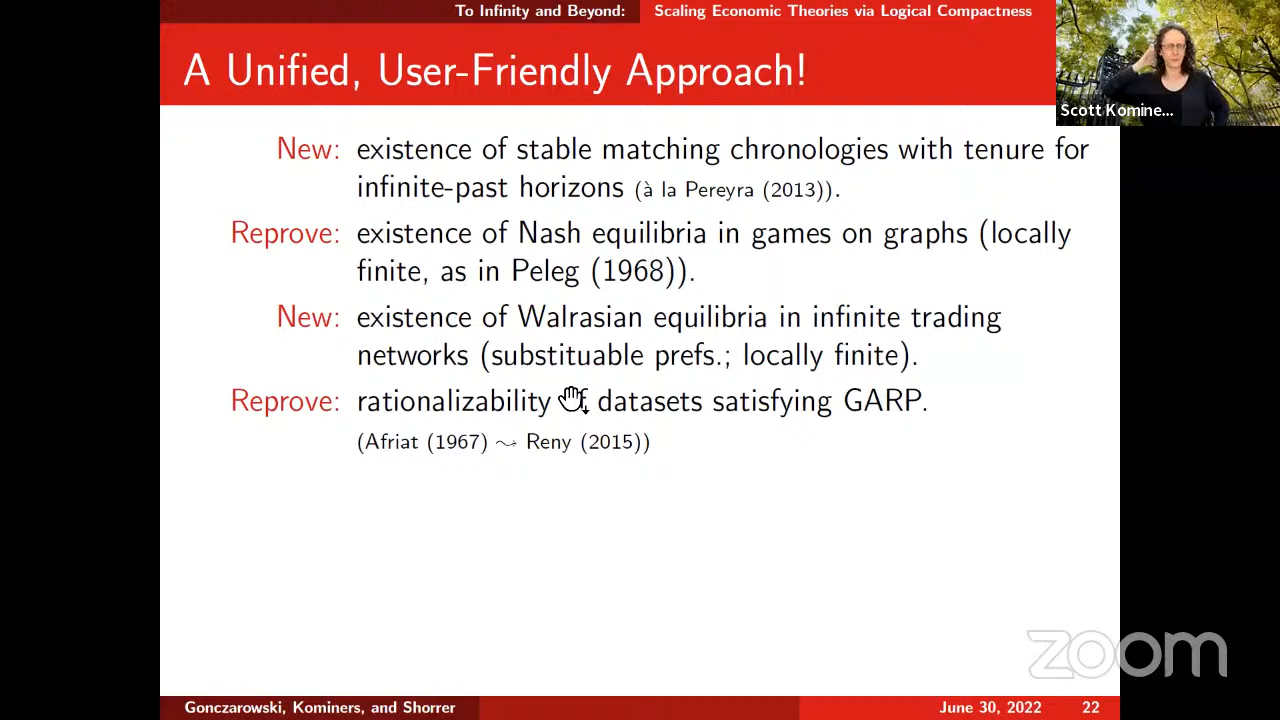 To Infinity and Beyond: Scaling Economic Theories via Logical Compactness
A Unified, User-Friendly Approach!
Scott Komine...
New: existence of stable matching chronologies with tenure for
infinite-past horizons (à la Pereyra (2013)).
Reprove: existence of Nash equilibria in games on graphs (locally
finite, as in Peleg (1968)).
New: existence of Walrasian equilibria in infinite trading
networks (substituable prefs.; locally finite).
Reprove: rationalizability of datasets satisfying GARP.
(Afriat (1967) ⇝ Reny (2015))
zoom
Gonczarowski, Kominers, and Shorrer June 30, 2022 22